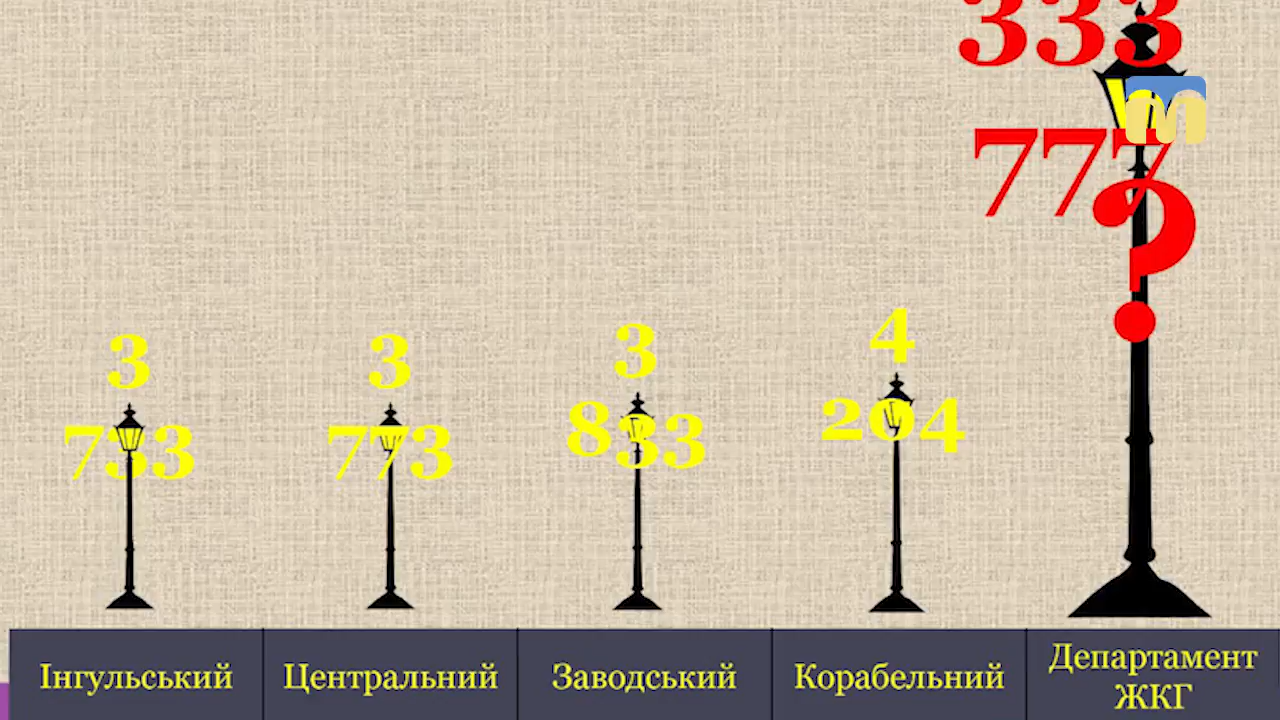 333
777
?
3
733
3
773
3
833
4
204
Інгульський
Центральний
Заводський
Корабельний
Департамент
ЖКГ